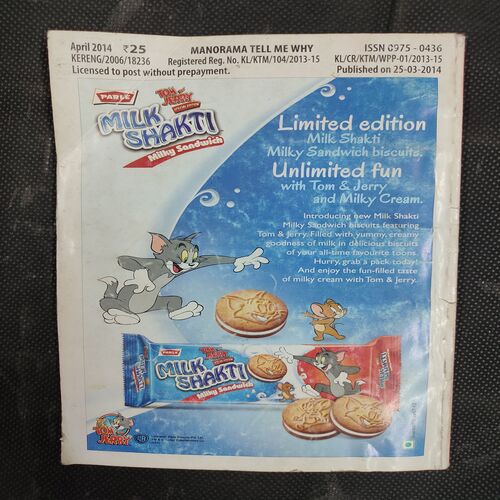 April 2014 ₹25 MANORAMA TELL ME WHY ISSN 0975 - 0436
KERENG/2006/18236 Registered Reg. No. KL/KTM/104/2013-15 KL/CR/KTM/WPP-01/2013-15
Licensed to post without prepayment. Published on 25-03-2014
PARLE
TOM and JERRY
MILK
SHAKTI
Milky Sandwich
Limited edition
Milk Shakti
Milky Sandwich biscuits.
Unlimited fun
with Tom & Jerry
and Milky Cream.
Introducing new Milk Shakti
Milky Sandwich biscuits featuring
Tom & Jerry. Filled with yummy, creamy
goodness of milk in delicious biscuits
of your all-time favourite toons.
Hurry, grab a pack today!
And enjoy the fun-filled taste
of milky cream with Tom & Jerry.
PARLE
MILK
SHAKTI
Milky Sandwich
TOM and JERRY